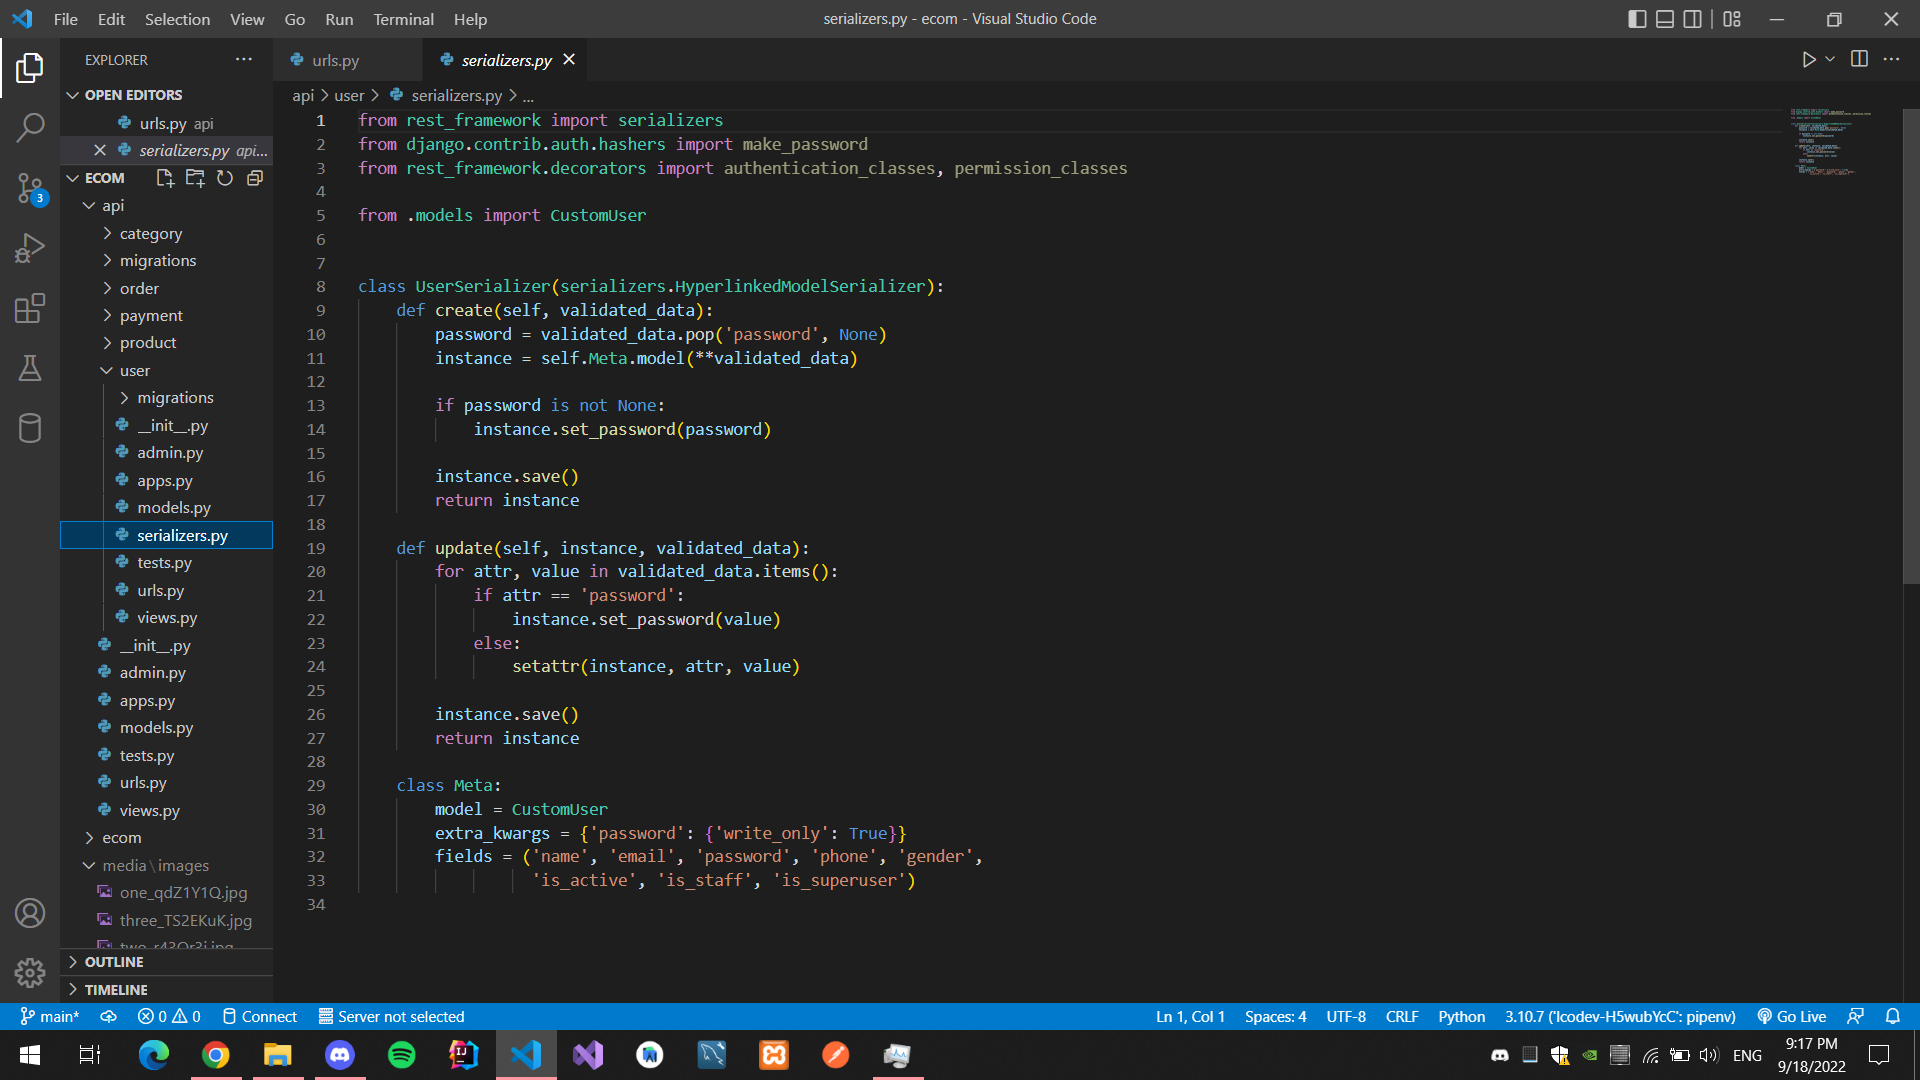 File Edit Selection View Go Run Terminal Help
serializers.py - ecom - Visual Studio Code
EXPLORER
OPEN EDITORS
urls.py api
serializers.py api...
ECOM
api
category
migrations
order
payment
product
user
migrations
__init__.py
admin.py
apps.py
models.py
serializers.py
tests.py
urls.py
views.py
__init__.py
admin.py
apps.py
models.py
tests.py
urls.py
views.py
ecom
media\images
one_qdZ1Y1Q.jpg
three_TS2EKuK.jpg
OUTLINE
TIMELINE
3
urls.py
serializers.py
api > user > serializers.py > ...
1 from rest_framework import serializers
2 from django.contrib.auth.hashers import make_password
3 from rest_framework.decorators import authentication_classes, permission_classes
4
5 from .models import CustomUser
6
7
8 class UserSerializer(serializers.HyperlinkedModelSerializer):
9 def create(self, validated_data):
10 password = validated_data.pop('password', None)
11 instance = self.Meta.model(**validated_data)
12
13 if password is not None:
14 instance.set_password(password)
15
16 instance.save()
17 return instance
18
19 def update(self, instance, validated_data):
20 for attr, value in validated_data.items():
21 if attr == 'password':
22 instance.set_password(value)
23 else:
24 setattr(instance, attr, value)
25
26 instance.save()
27 return instance
28
29 class Meta:
30 model = CustomUser
31 extra_kwargs = {'password': {'write_only': True}}
32 fields = ('name', 'email', 'password', 'phone', 'gender',
33 'is_active', 'is_staff', 'is_superuser')
34
main* 0 0 Connect Server not selected
Ln 1, Col 1 Spaces: 4 UTF-8 CRLF Python 3.10.7 ('lcodev-H5wubYcC': pipenv) Go Live
ENG
9:17 PM
9/18/2022